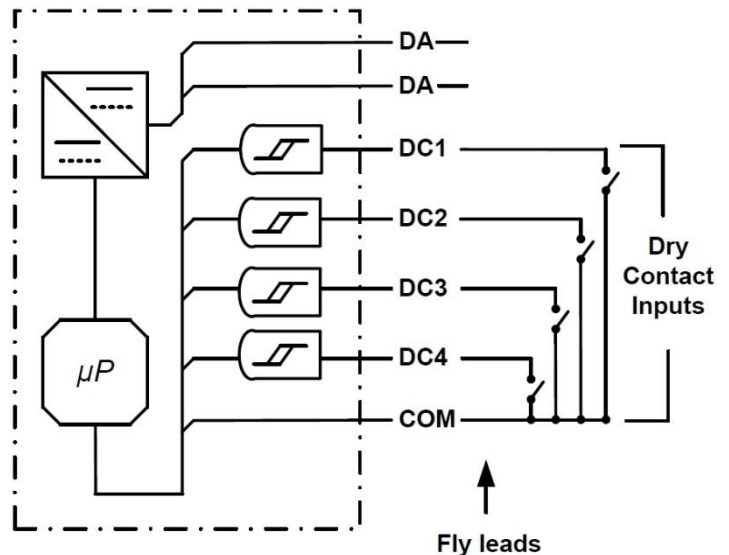 DA
DA
DC1
DC2
DC3
DC4
COM
µP
Dry
Contact
Inputs
Fly leads